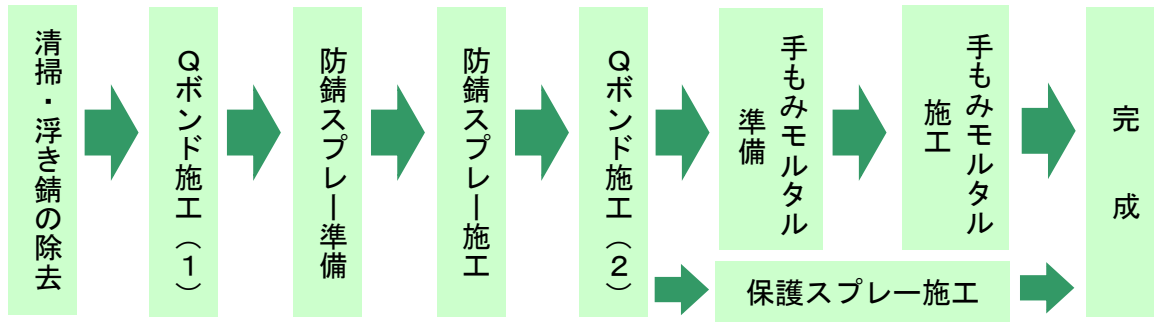 清掃・浮き錆の除去
Qボンド施工（1）
防錆スプレー準備
防錆スプレー施工
Qボンド施工（2）
手もみモルタル
準備
手もみモルタル
施工
保護スプレー施工
完成